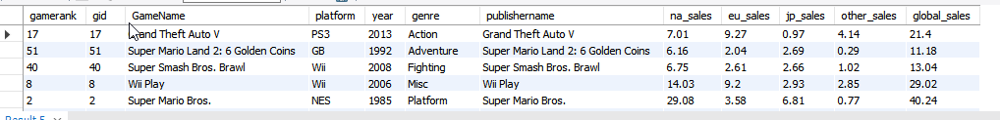 gamerank gid GameName platform year genre publishername na_sales eu_sales jp_sales other_sales global_sales
17 17 Grand Theft Auto V PS3 2013 Action Grand Theft Auto V 7.01 9.27 0.97 4.14 21.4
51 51 Super Mario Land 2: 6 Golden Coins GB 1992 Adventure Super Mario Land 2: 6 Golden Coins 6.16 2.04 2.69 0.29 11.18
40 40 Super Smash Bros. Brawl Wii 2008 Fighting Super Smash Bros. Brawl 6.75 2.61 2.66 1.02 13.04
8 8 Wii Play Wii 2006 Misc Wii Play 14.03 9.2 2.93 2.85 29.02
2 2 Super Mario Bros. NES 1985 Platform Super Mario Bros. 29.08 3.58 6.81 0.77 40.24
Result 5